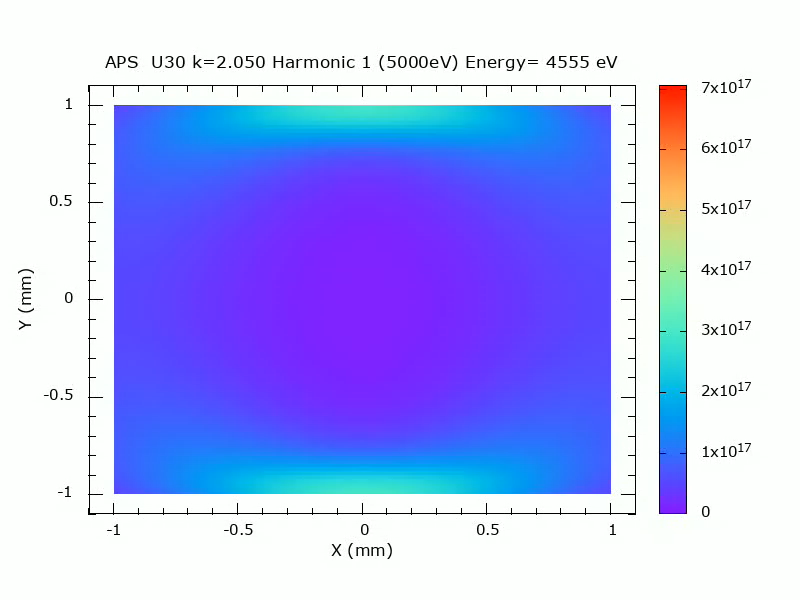 APS  U30 k=2.050 Harmonic 1 (5000eV) Energy= 4555 eV
1
0.5
0
-0.5
-1
Y (mm)
-1
-0.5
0
0.5
1
X (mm)
7x10^17
6x10^17
5x10^17
4x10^17
3x10^17
2x10^17
1x10^17
0